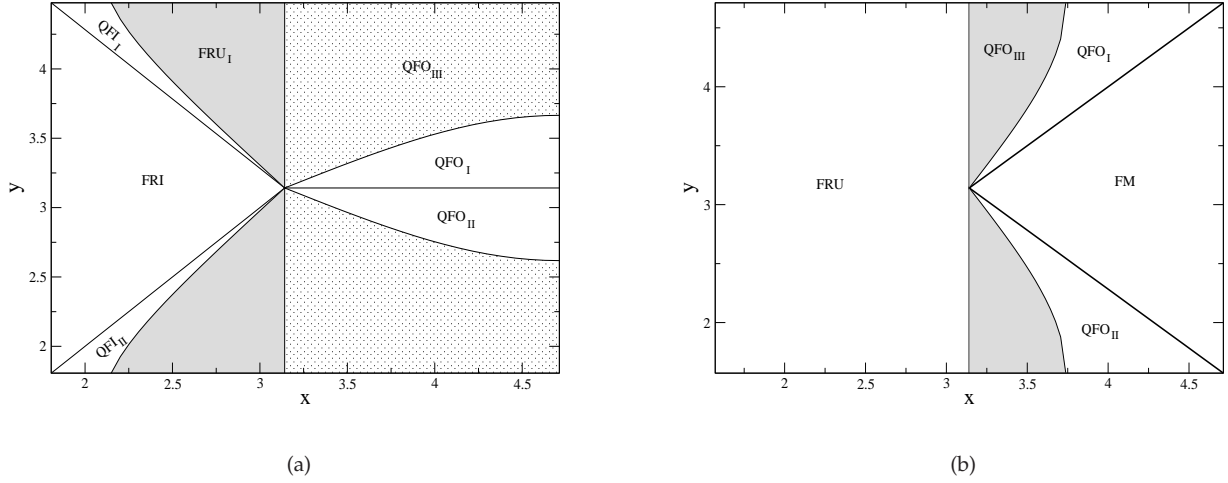 QFI_I
FRU_I
QFO_III
FRI
QFO_I
QFO_II
QFI_II
4
3.5
3
2.5
2
y
2 2.5 3 3.5 4 4.5
x
(a)
QFO_III
QFO_I
FRU
FM
QFO_II
4
3
2
y
2 2.5 3 3.5 4 4.5
x
(b)